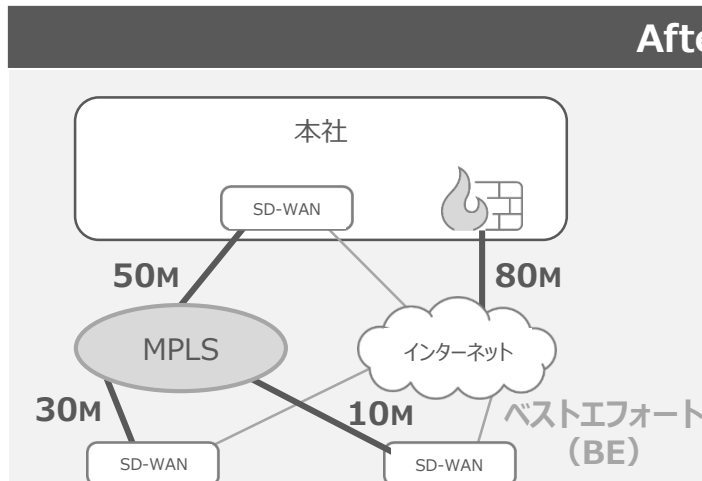 Afte
本社
SD-WAN
50M
80M
MPLS
インターネット
30M
10M
ベストエフォート
（BE）
SD-WAN
SD-WAN